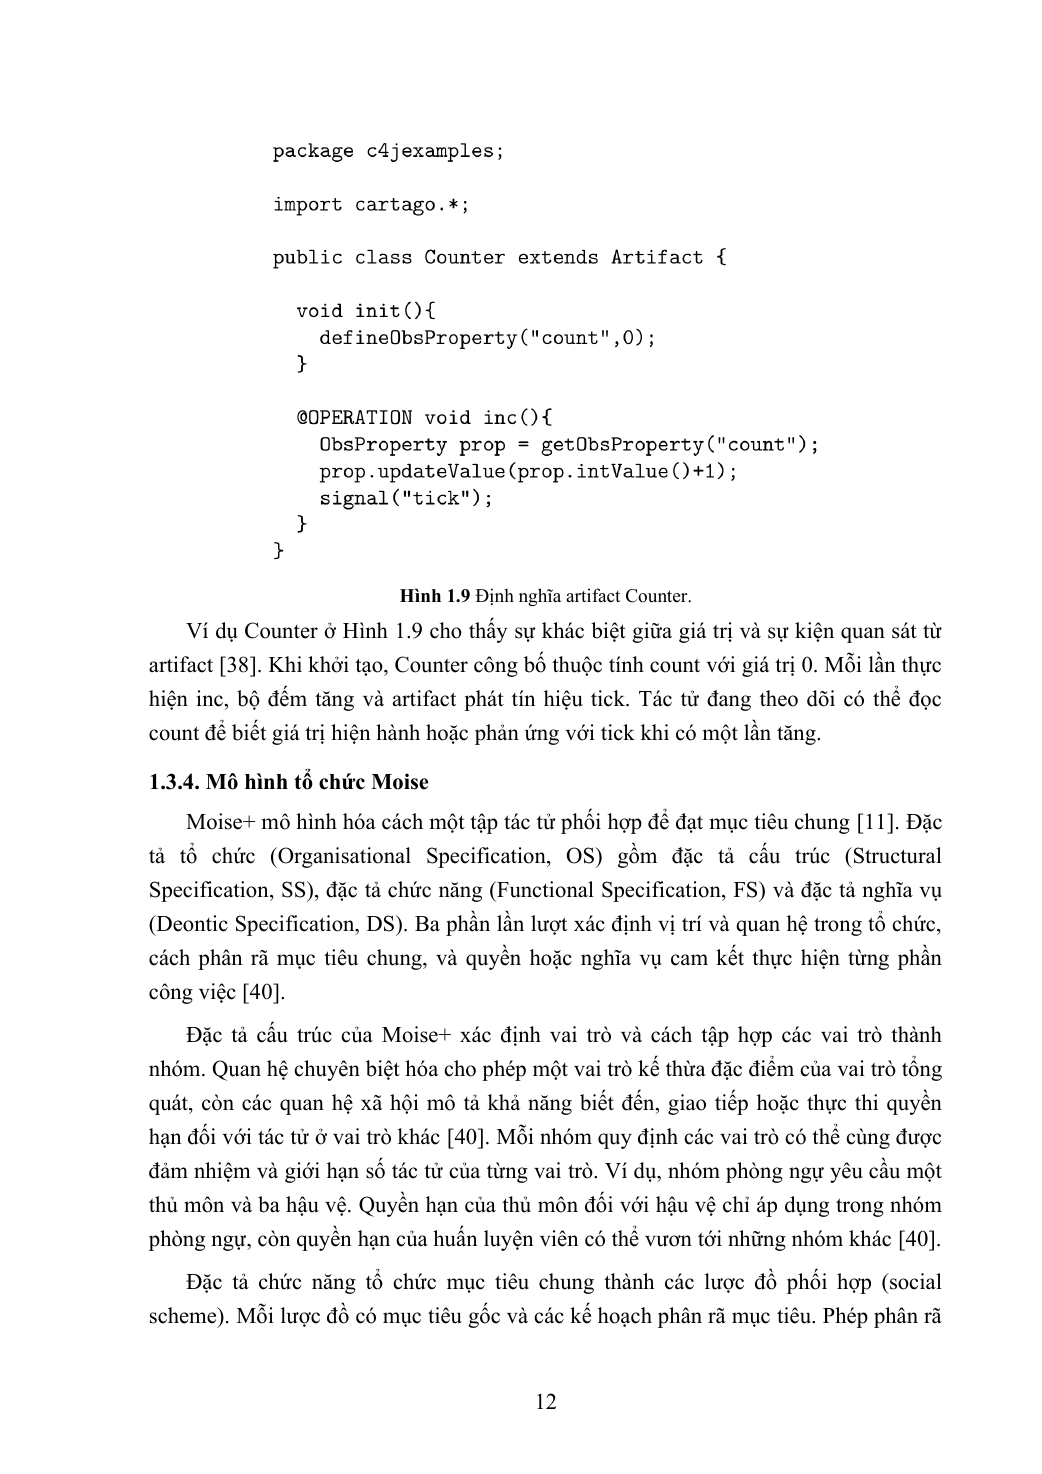 package c4jexamples;
import cartago.*;
public class Counter extends Artifact {
void init(){
defineObsProperty("count",0);
}
@OPERATION void inc(){
ObsProperty prop = getObsProperty("count");
prop.updateValue(prop.intValue()+1);
signal("tick");
}
}
Hình 1.9 Định nghĩa artifact Counter.
Ví dụ Counter ở Hình 1.9 cho thấy sự khác biệt giữa giá trị và sự kiện quan sát từ
artifact [38]. Khi khởi tạo, Counter công bố thuộc tính count với giá trị 0. Mỗi lần thực
hiện inc, bộ đếm tăng và artifact phát tín hiệu tick. Tác tử đang theo dõi có thể đọc
count để biết giá trị hiện hành hoặc phản ứng với tick khi có một lần tăng.
1.3.4. Mô hình tổ chức Moise
Moise+ mô hình hóa cách một tập tác tử phối hợp để đạt mục tiêu chung [11]. Đặc
tả tổ chức (Organisational Specification, OS) gồm đặc tả cấu trúc (Structural
Specification, SS), đặc tả chức năng (Functional Specification, FS) và đặc tả nghĩa vụ
(Deontic Specification, DS). Ba phần lần lượt xác định vị trí và quan hệ trong tổ chức,
cách phân rã mục tiêu chung, và quyền hoặc nghĩa vụ cam kết thực hiện từng phần
công việc [40].
Đặc tả cấu trúc của Moise+ xác định vai trò và cách tập hợp các vai trò thành
nhóm. Quan hệ chuyên biệt hóa cho phép một vai trò kế thừa đặc điểm của vai trò tổng
quát, còn các quan hệ xã hội mô tả khả năng biết đến, giao tiếp hoặc thực thi quyền
hạn đối với tác tử ở vai trò khác [40]. Mỗi nhóm quy định các vai trò có thể cùng được
đảm nhiệm và giới hạn số tác tử của từng vai trò. Ví dụ, nhóm phòng ngự yêu cầu một
thủ môn và ba hậu vệ. Quyền hạn của thủ môn đối với hậu vệ chỉ áp dụng trong nhóm
phòng ngự, còn quyền hạn của huấn luyện viên có thể vươn tới những nhóm khác [40].
Đặc tả chức năng tổ chức mục tiêu chung thành các lược đồ phối hợp (social
scheme). Mỗi lược đồ có mục tiêu gốc và các kế hoạch phân rã mục tiêu. Phép phân rã
12